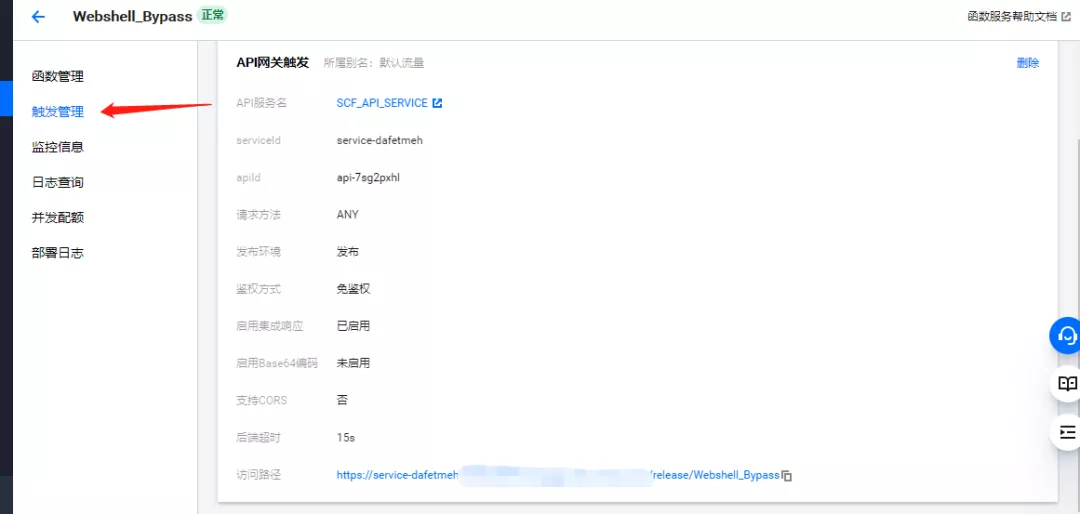 Webshell_Bypass 正常
函数服务帮助文档
函数管理
触发管理
监控信息
日志查询
并发配额
部署日志
API网关触发 所属别名：默认流量
删除
API服务名 SCF_API_SERVICE
serviceId service-dafetmeh
apiId api-7sg2pxhl
请求方法 ANY
发布环境 发布
鉴权方式 免鉴权
启用集成响应 已启用
启用Base64编码 未启用
支持CORS 否
后端超时 15s
访问路径 https://service-dafetmeh /release/Webshell_Bypass